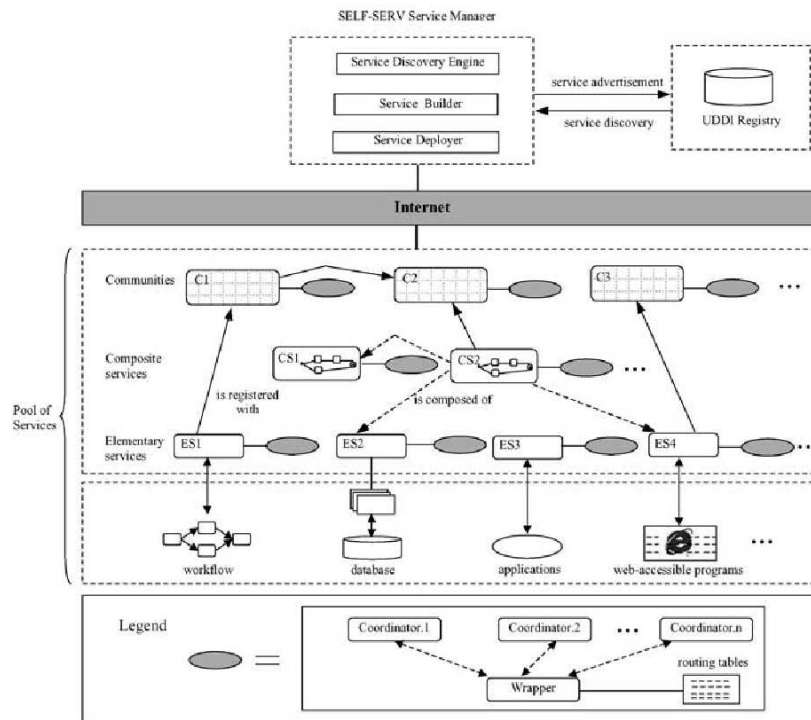 SELF-SERV Service Manager
Service Discovery Engine
Service Builder
Service Deployer
service advertisement
service discovery
UDDI Registry
Internet
Pool of
Services
Communities
C1
C2
C3
...
Composite
services
CS1
CS2
...
is registered
with
is composed of
Elementary
services
ES1
ES2
ES3
ES4
...
workflow
database
applications
web-accessible programs
...
Legend
Coordinator.1
Coordinator.2
...
Coordinator.n
Wrapper
routing tables